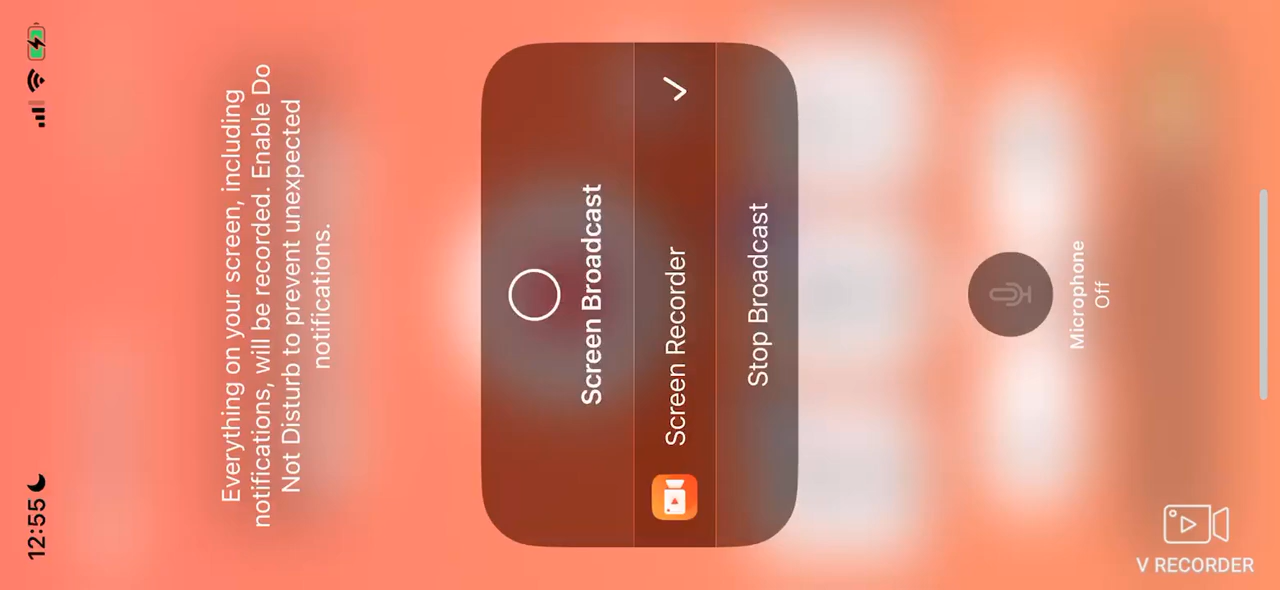 12:55
Everything on your screen, including
notifications, will be recorded. Enable Do
Not Disturb to prevent unexpected
notifications.
Screen Broadcast
Screen Recorder
Stop Broadcast
Microphone
Off
V RECORDER